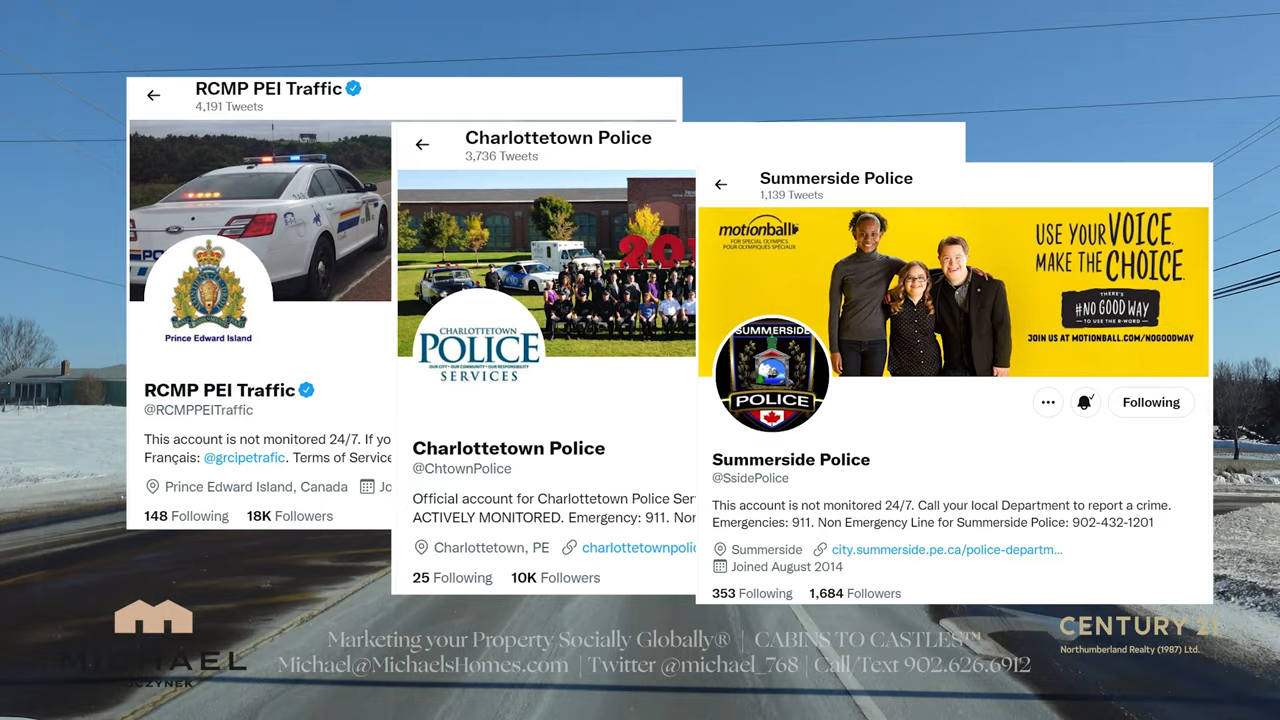 RCMP PEI Traffic
4,191 Tweets
Prince Edward Island
RCMP PEI Traffic
@RCMPPEITraffic
This account is not monitored 24/7. If yo
Français: @grcipetrafic. Terms of Service
Prince Edward Island, Canada Jo
148 Following 18K Followers
Charlottetown Police
3,736 Tweets
CHARLOTTETOWN
POLICE
OUR CITY • OUR COMMUNITY • OUR RESPONSIBILITY
SERVICES
Charlottetown Police
@ChtownPolice
Official account for Charlottetown Police Ser
ACTIVELY MONITORED. Emergency: 911. Nor
Charlottetown, PE charlottetownpolic
25 Following 10K Followers
Summerside Police
1,139 Tweets
motionball
FOR SPECIAL OLYMPICS
POUR OLYMPIQUES SPÉCIAUX
USE YOUR VOICE.
MAKE THE CHOICE.
THERE'S
#NO GOOD WAY
TO USE THE R-WORD
JOIN US AT MOTIONBALL.COM/NOGOODWAY
SUMMERSIDE
POLICE
Following
Summerside Police
@SsidePolice
This account is not monitored 24/7. Call your local Department to report a crime.
Emergencies: 911. Non Emergency Line for Summerside Police: 902-432-1201
Summerside city.summerside.pe.ca/police-departm...
Joined August 2014
353 Following 1,684 Followers
MICHAEL
Marketing your Property Socially Globally® | CABINS TO CASTLES™
Michael@MichaelsHomes.com | Twitter @michael_768 | Call/Text 902.626.6912
CENTURY 21
Northumberland Realty (1987) Ltd.